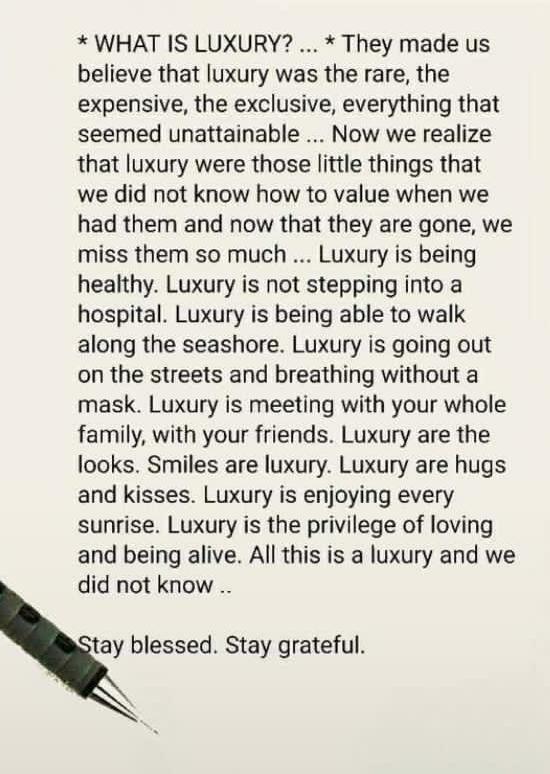 * WHAT IS LUXURY? ... * They made us
believe that luxury was the rare, the
expensive, the exclusive, everything that
seemed unattainable ... Now we realize
that luxury were those little things that
we did not know how to value when we
had them and now that they are gone, we
miss them so much ... Luxury is being
healthy. Luxury is not stepping into a
hospital. Luxury is being able to walk
along the seashore. Luxury is going out
on the streets and breathing without a
mask. Luxury is meeting with your whole
family, with your friends. Luxury are the
looks. Smiles are luxury. Luxury are hugs
and kisses. Luxury is enjoying every
sunrise. Luxury is the privilege of loving
and being alive. All this is a luxury and we
did not know ..
Stay blessed. Stay grateful.